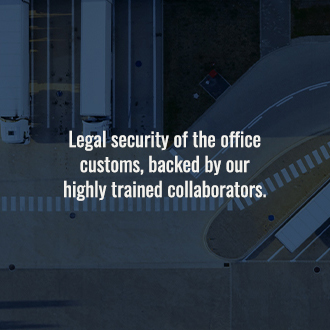 Legal security of the office
customs, backed by our
highly trained collaborators.